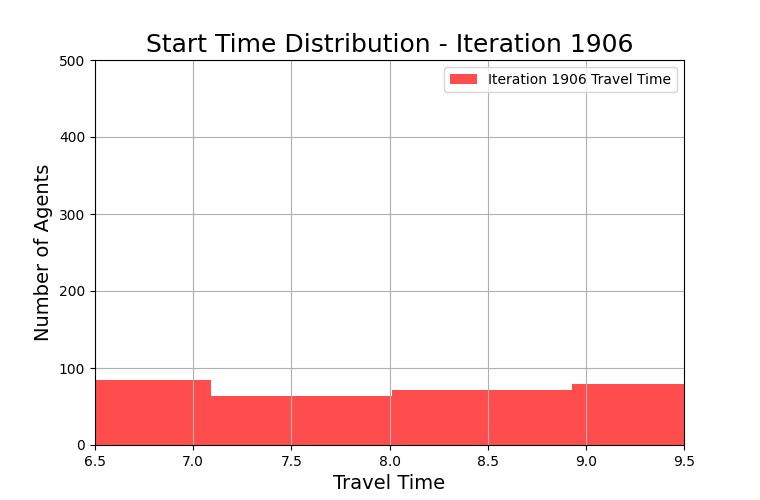 Start Time Distribution - Iteration 1906
500
400
300
200
100
0
Number of Agents
Iteration 1906 Travel Time
6.5 7.0 7.5 8.0 8.5 9.0 9.5
Travel Time